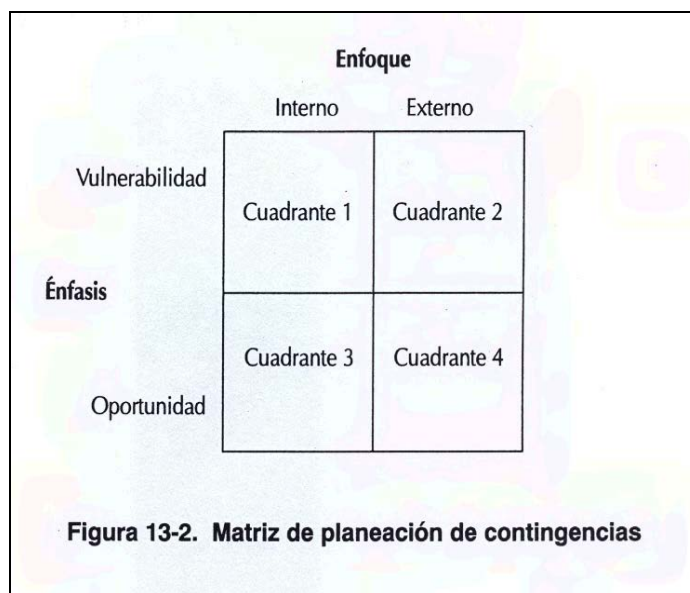 Enfoque
Interno Externo
Vulnerabilidad
Cuadrante 1 Cuadrante 2
Énfasis
Cuadrante 3 Cuadrante 4
Oportunidad
Figura 13-2. Matriz de planeación de contingencias